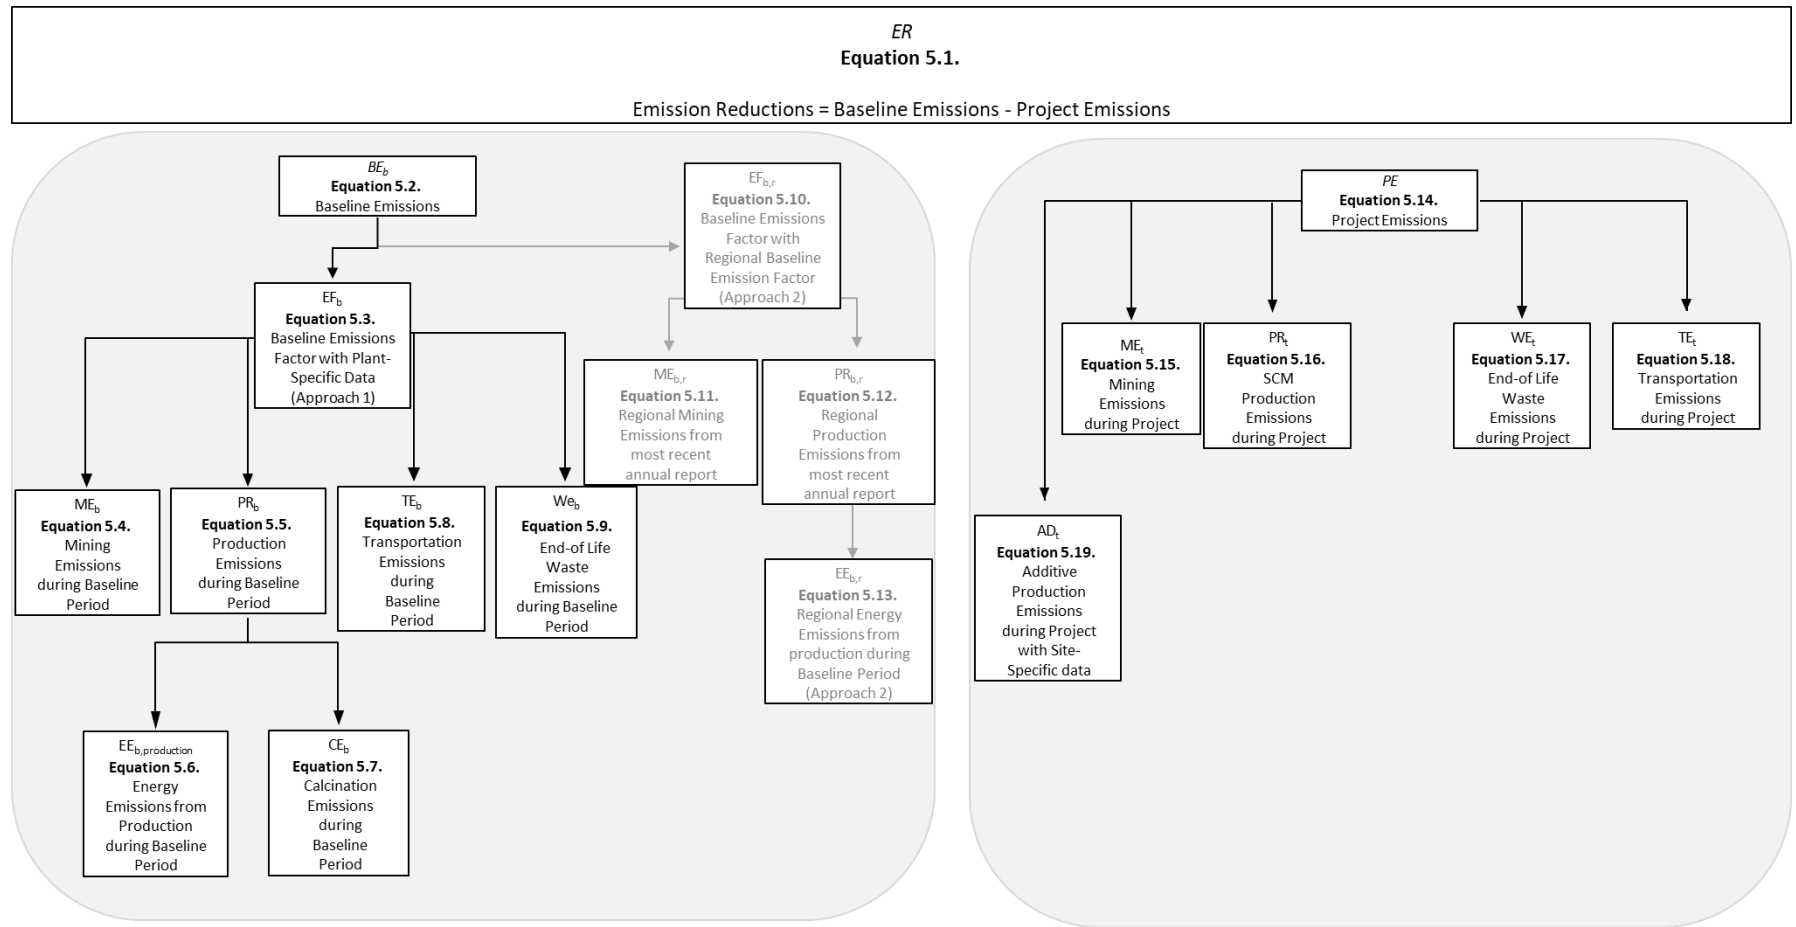 ER
Equation 5.1.
Emission Reductions = Baseline Emissions - Project Emissions
BEb
Equation 5.2.
Baseline Emissions
EFb,r
Equation 5.10.
Baseline Emissions
Factor with
Regional Baseline
Emission Factor
(Approach 2)
EFb
Equation 5.3.
Baseline Emissions
Factor with Plant-
Specific Data
(Approach 1)
MEb,r
Equation 5.11.
Regional Mining
Emissions from
most recent
annual report
PRb,r
Equation 5.12.
Regional
Production
Emissions from
most recent
annual report
MEb
Equation 5.4.
Mining
Emissions
during Baseline
Period
PRb
Equation 5.5.
Production
Emissions
during Baseline
Period
TEb
Equation 5.8.
Transportation
Emissions
during
Baseline
Period
Web
Equation 5.9.
End-of Life
Waste
Emissions
during Baseline
Period
EEb,r
Equation 5.13.
Regional Energy
Emissions from
production during
Baseline Period
(Approach 2)
EEb,production
Equation 5.6.
Energy
Emissions from
Production
during Baseline
Period
CEb
Equation 5.7.
Calcination
Emissions
during
Baseline
Period
PE
Equation 5.14.
Project Emissions
MEt
Equation 5.15.
Mining
Emissions
during Project
PRt
Equation 5.16.
SCM
Production
Emissions
during Project
WEt
Equation 5.17.
End-of Life
Waste
Emissions
during Project
TEt
Equation 5.18.
Transportation
Emissions
during Project
ADt
Equation 5.19.
Additive
Production
Emissions
during Project
with Site-
Specific data